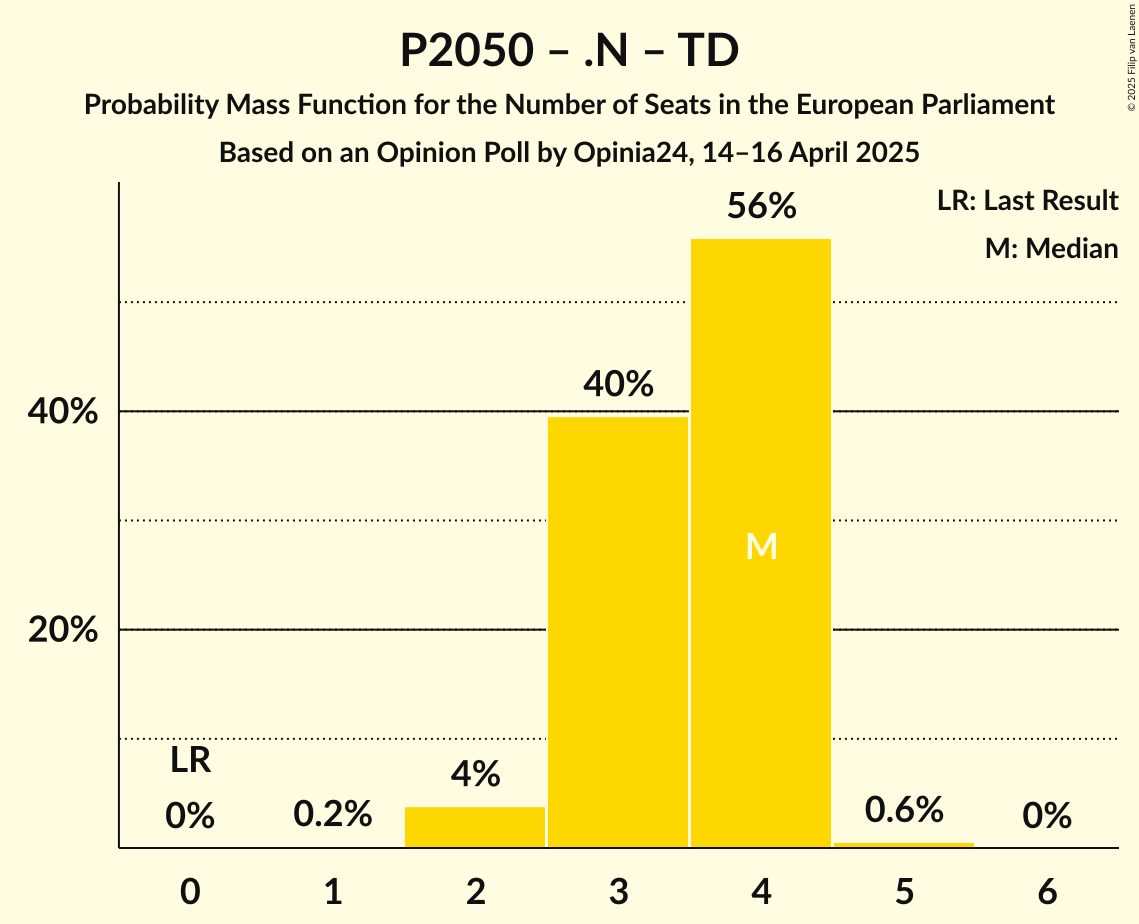 P2050 – .N – TD
Probability Mass Function for the Number of Seats in the European Parliament
Based on an Opinion Poll by Opinia24, 14–16 April 2025
© 2025 Filip van Laenen
LR: Last Result
M: Median
56%
40%
40%
M
20%
LR
0%
0.2%
4%
0.6%
0%
0
1
2
3
4
5
6